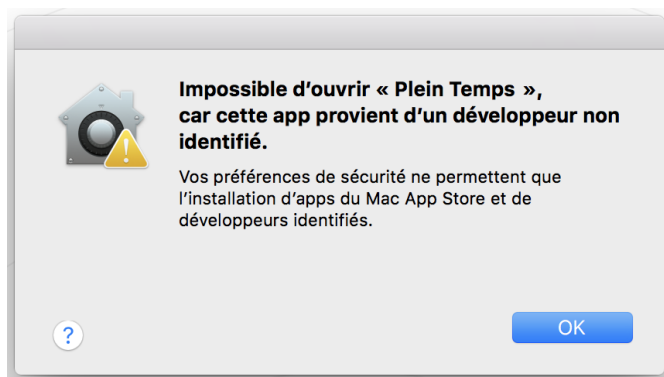 Impossible d'ouvrir « Plein Temps »,
car cette app provient d'un développeur non
identifié.
Vos préférences de sécurité ne permettent que
l'installation d'apps du Mac App Store et de
développeurs identifiés.
?
OK